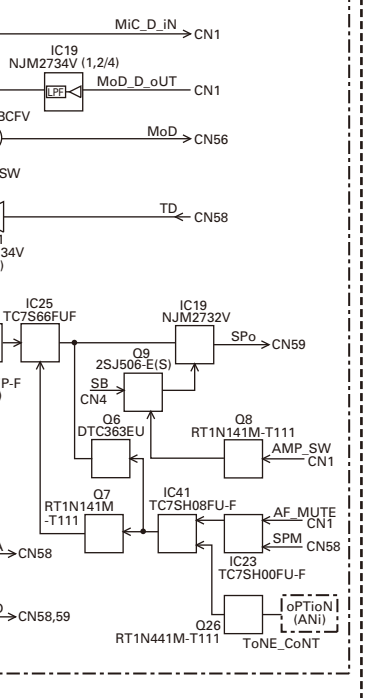 MiC_D_iN
CN1
IC19
NJM2734V (1,2/4)
MoD_D_oUT
LPF
CN1
BCFV
MoD
CN56
SW
TD
CN58
34V
)
IC25
TC7S66FUF
IC19
NJM2732V
SPo
CN59
Q9
2SJ506-E(S)
P-F
SB
CN4
Q6
DTC363EU
Q8
RT1N141M-T111
AMP_SW
CN1
Q7
RT1N141M
-T111
IC41
TC7SH08FU-F
AF_MUTE
CN1
SPM
CN58
CN58
IC23
TC7SH00FU-F
CN58,59
oPTioN
(ANi)
Q26
RT1N441M-T111
ToNE_CoNT